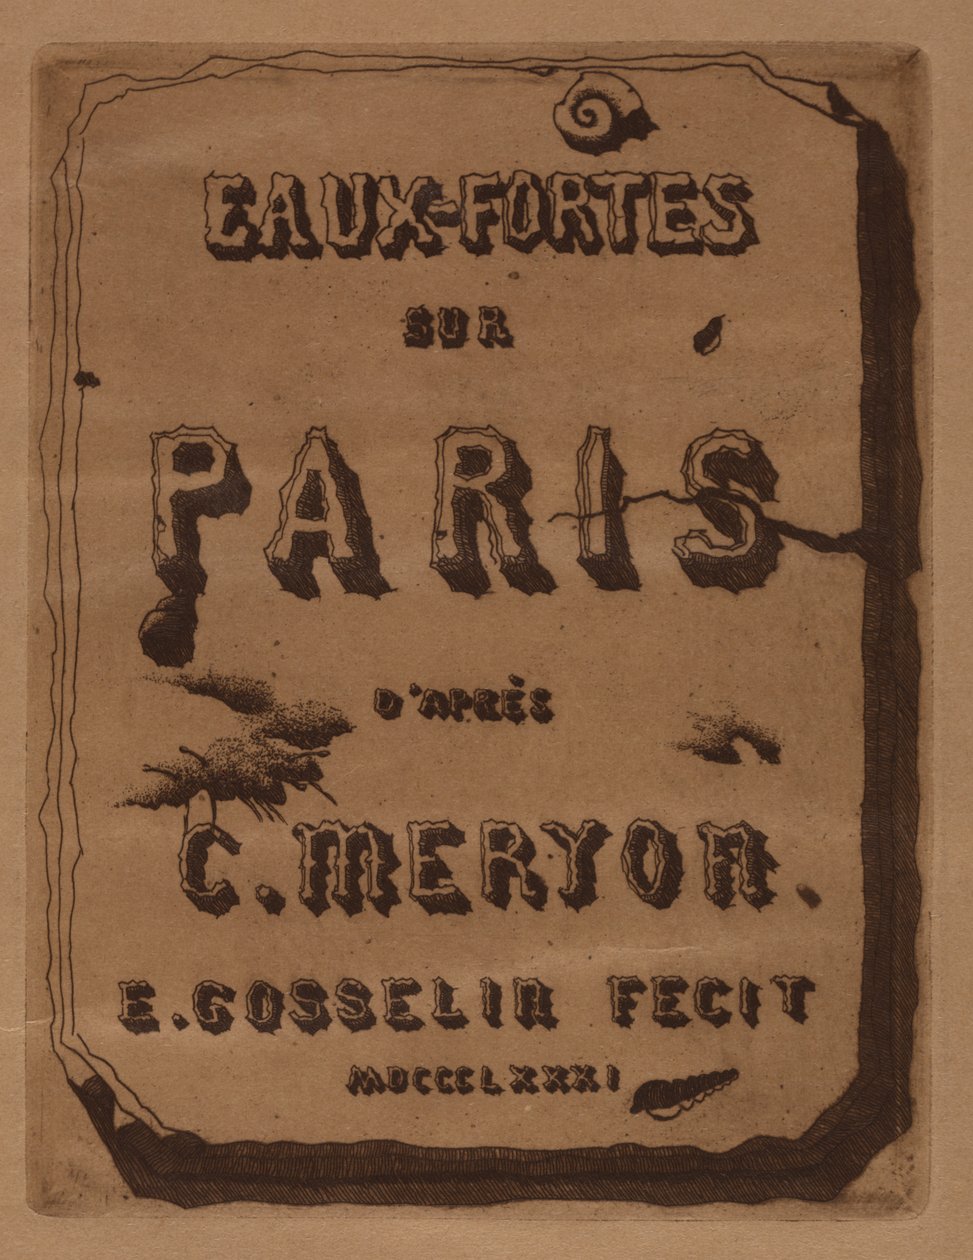 EAUX-FORTES
SUR
PARIS
D'APRÈS
C. MERYON.
E. GOSSELIN FECIT
MDCCCLXXXI